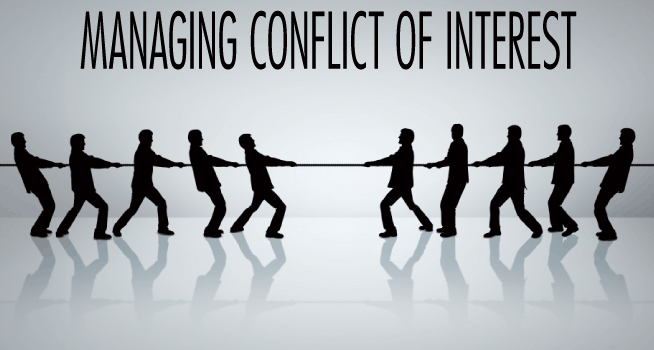 MANAGING CONFLICT OF INTEREST